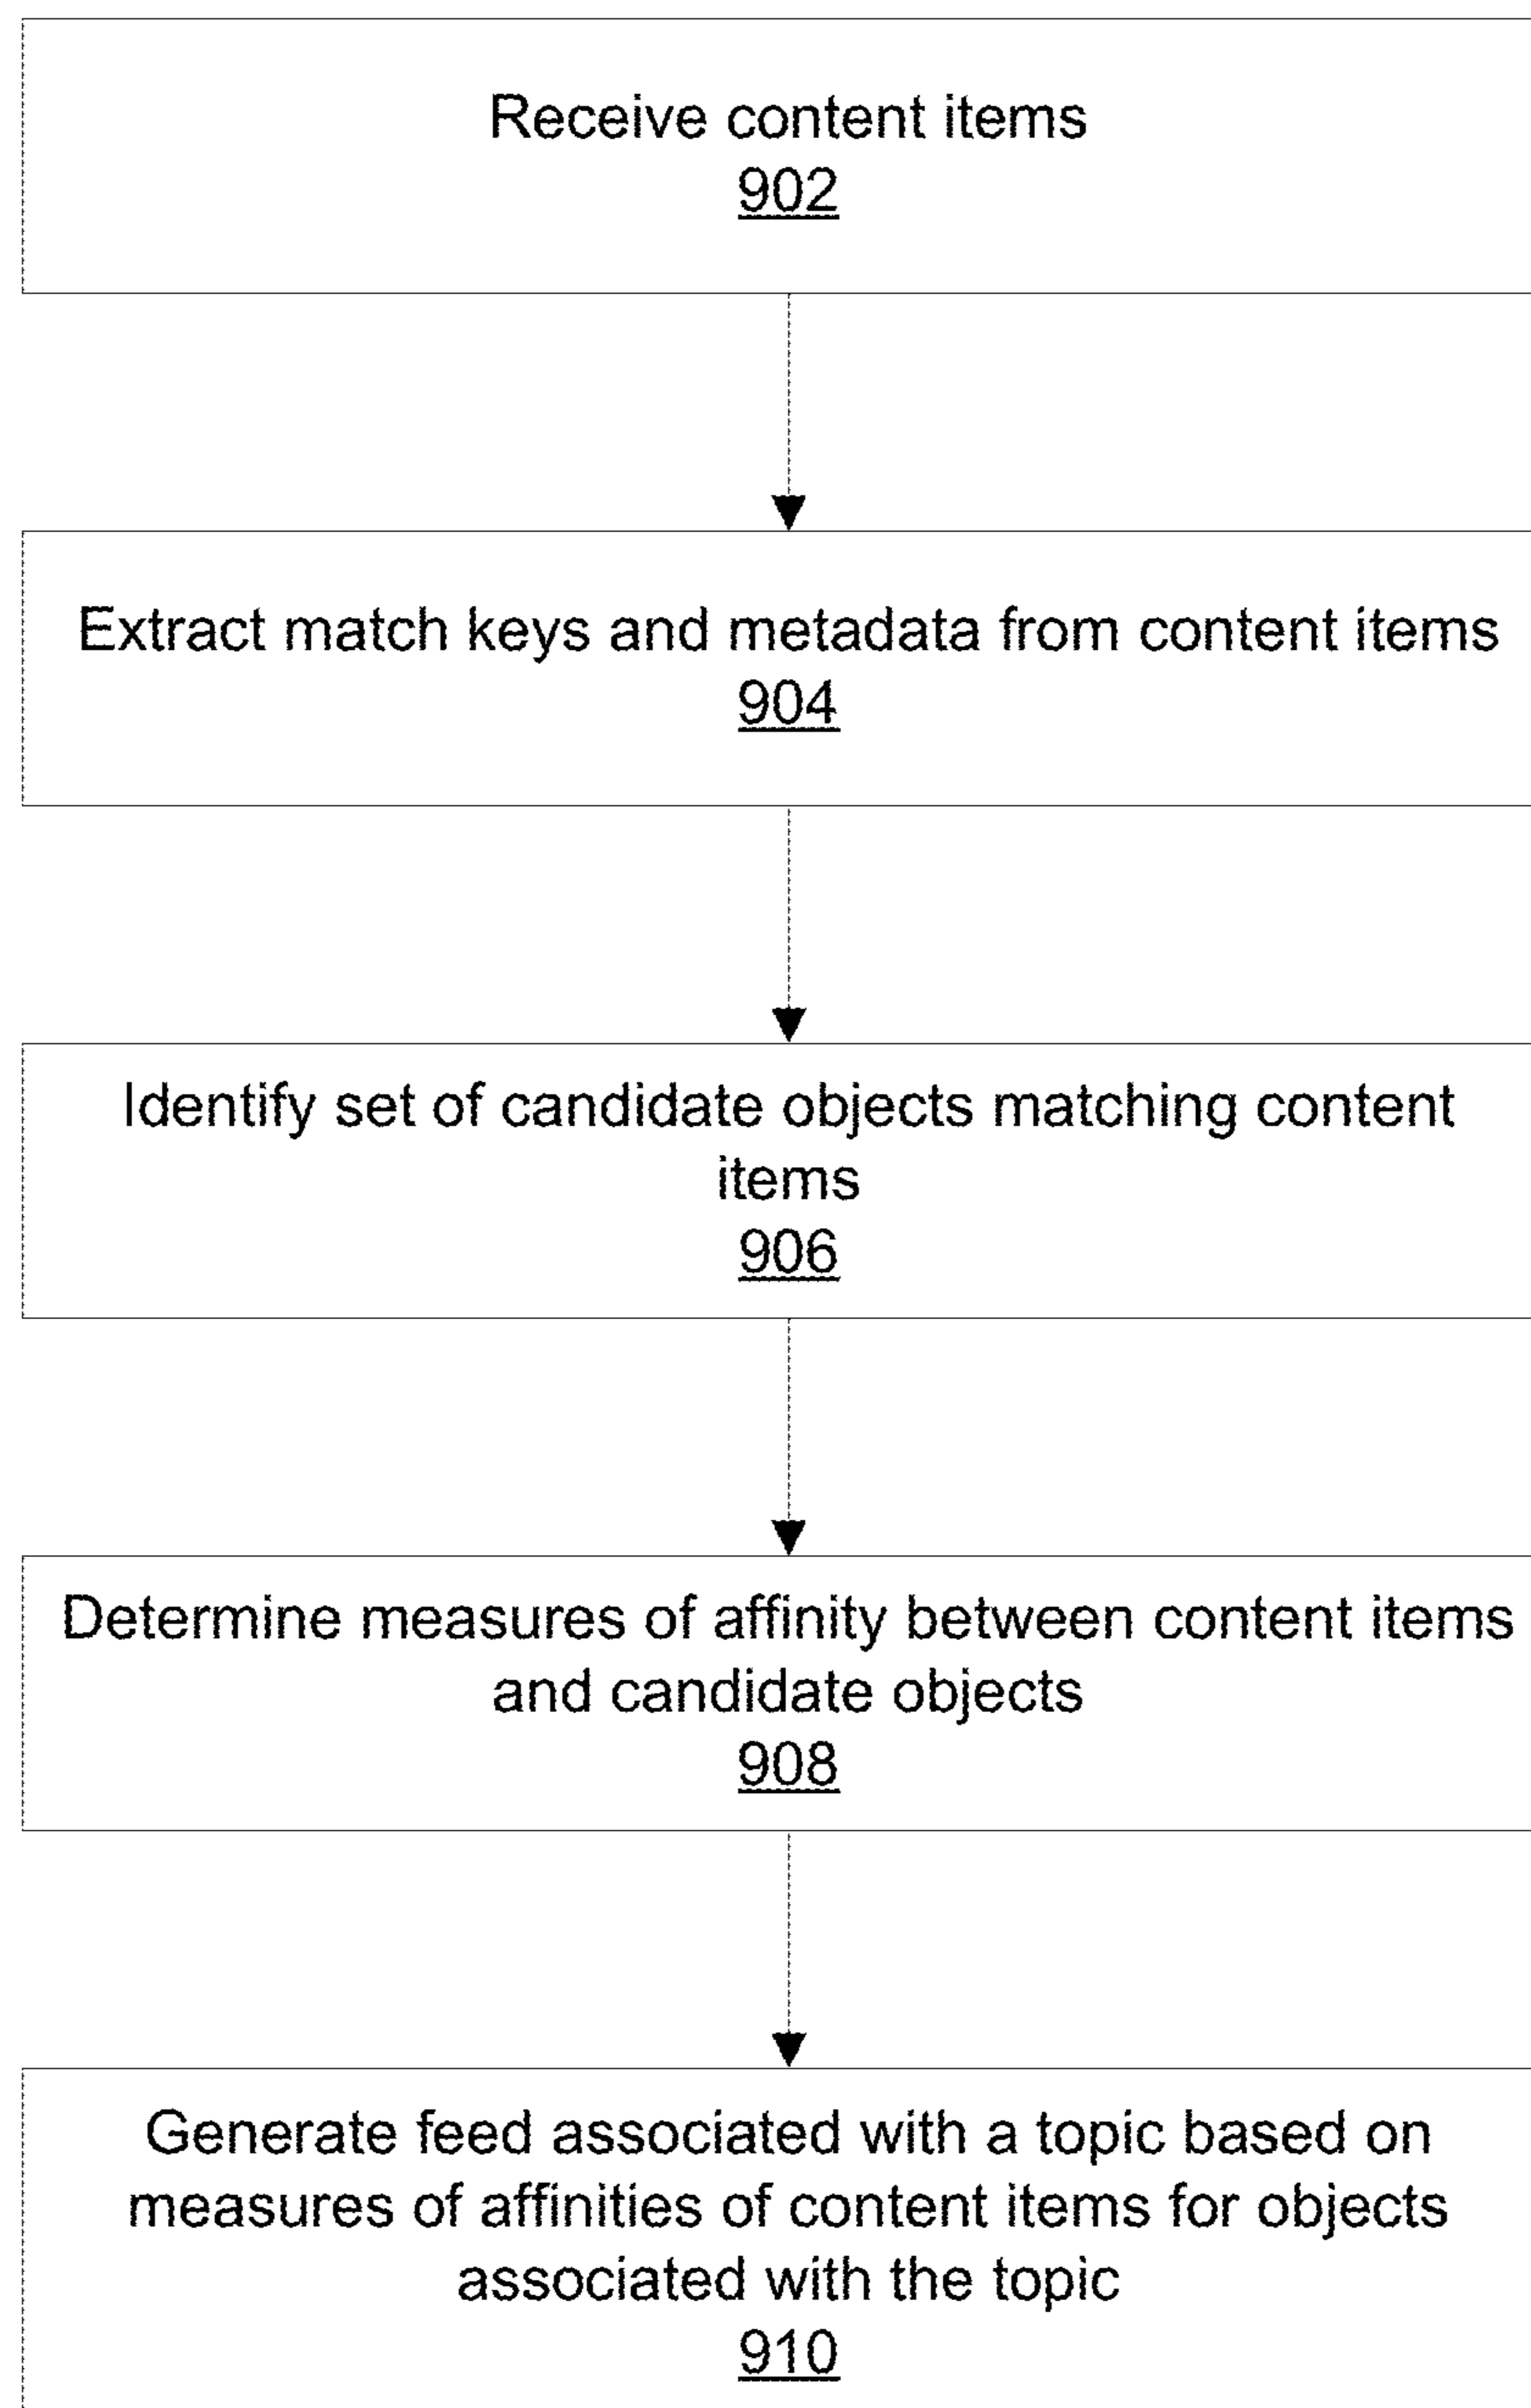 Receive content items
902
Extract match keys and metadata from content items
904
Identify set of candidate objects matching content
items
906
Determine measures of affinity between content items
and candidate objects
908
Generate feed associated with a topic based on
measures of affinities of content items for objects
associated with the topic
910